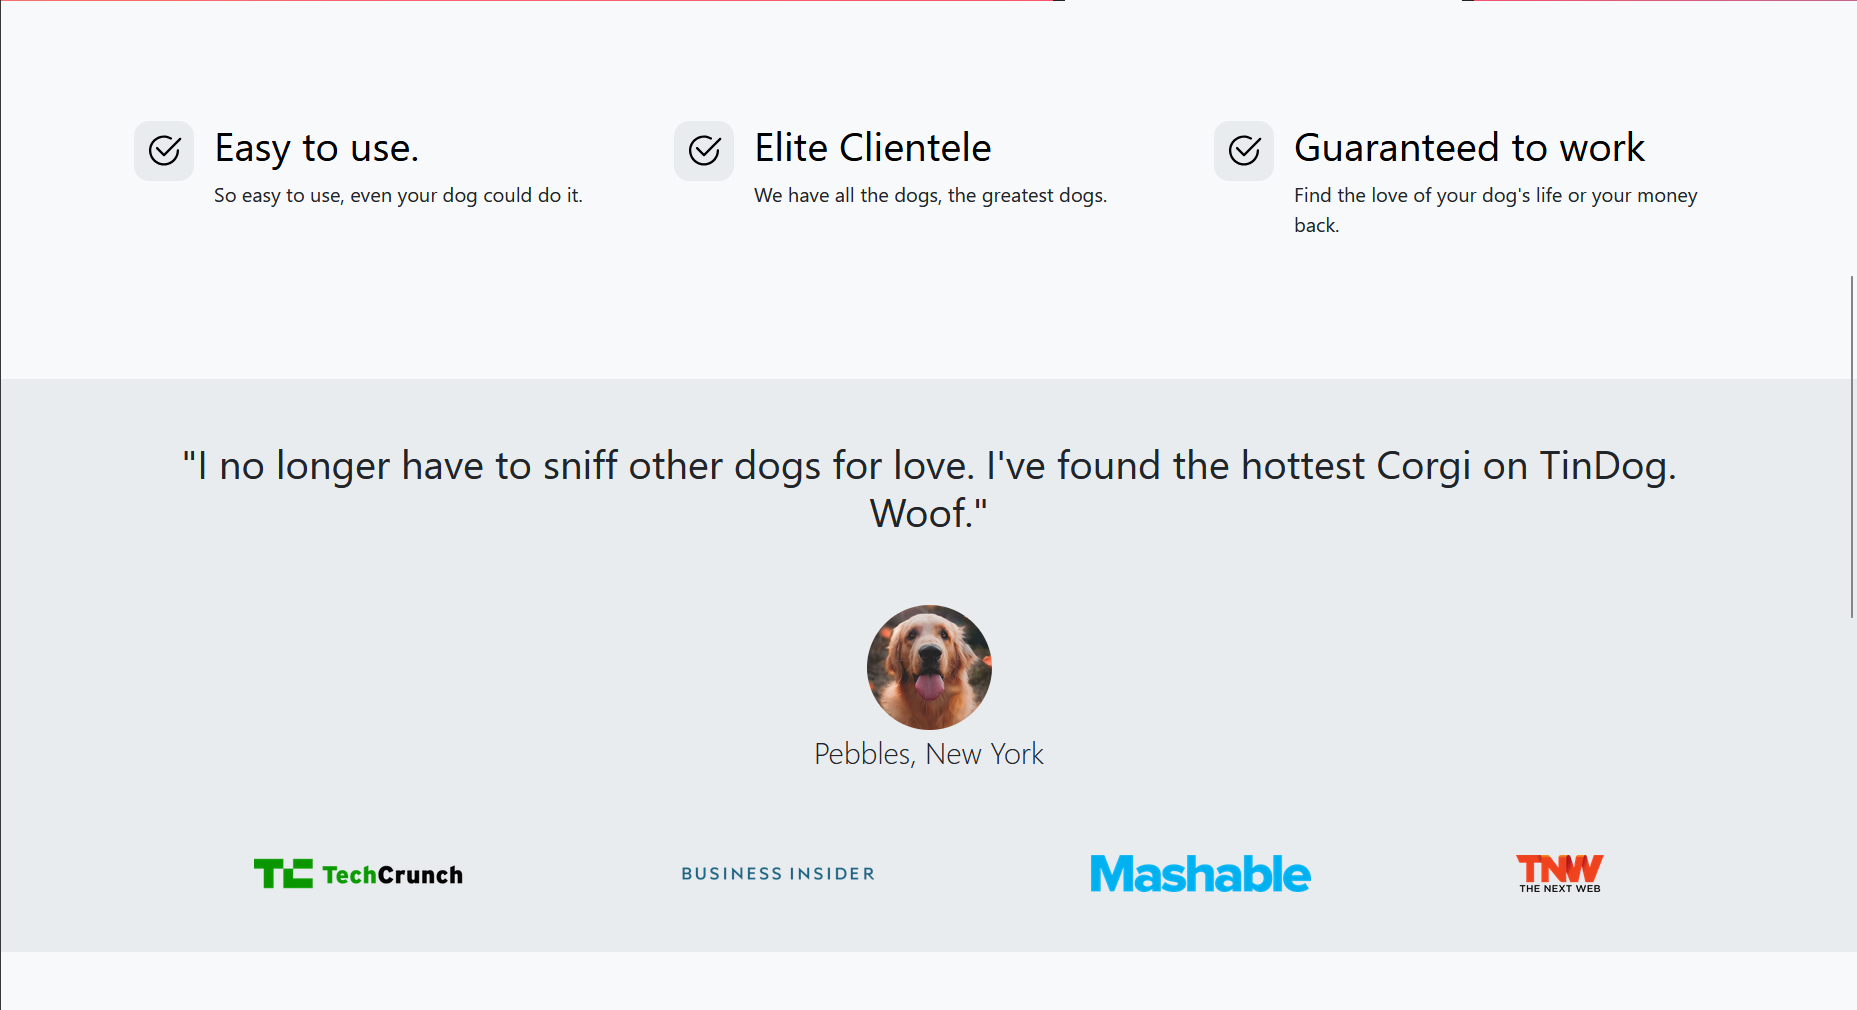 Easy to use.
So easy to use, even your dog could do it.
Elite Clientele
We have all the dogs, the greatest dogs.
Guaranteed to work
Find the love of your dog's life or your money
back.
"I no longer have to sniff other dogs for love. I've found the hottest Corgi on TinDog.
Woof."
Pebbles, New York
TC TechCrunch
BUSINESS INSIDER
Mashable
TNW
THE NEXT WEB